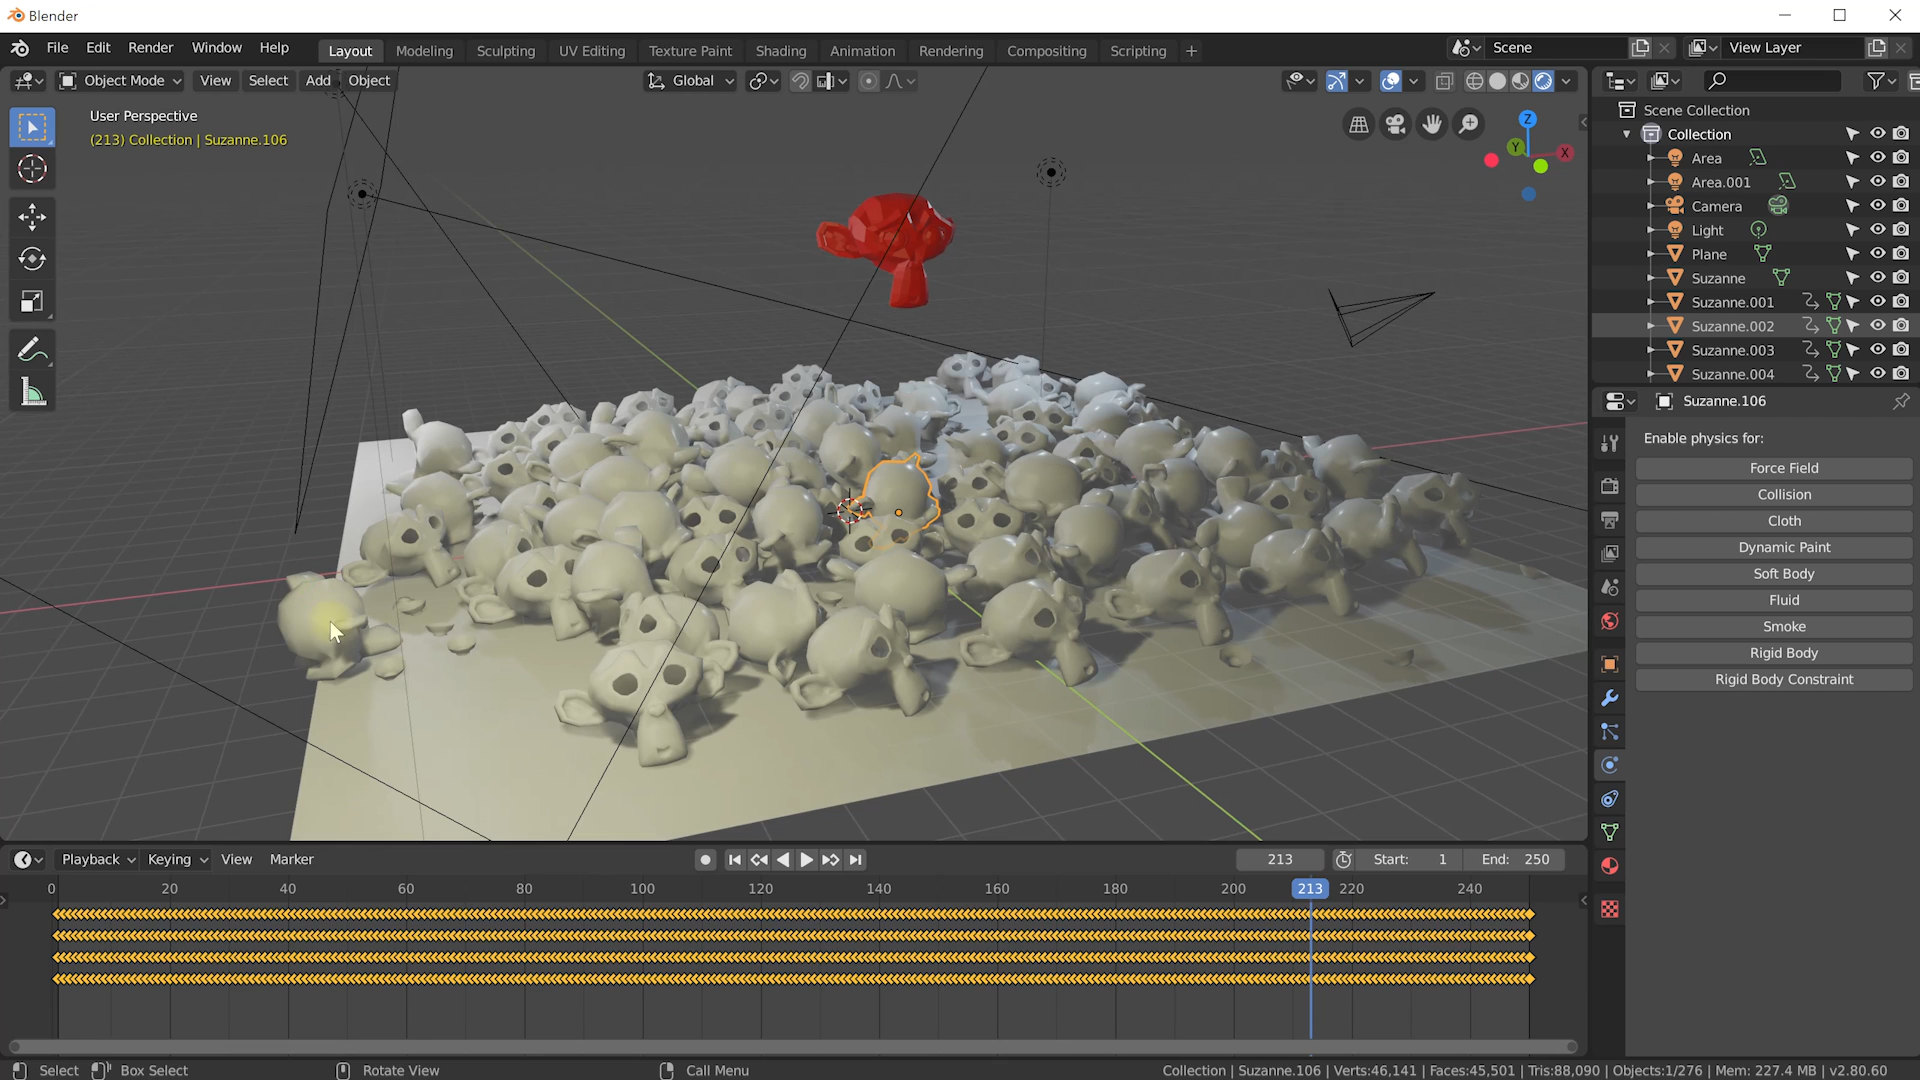 Blender
File Edit Render Window Help
Layout Modeling Sculpting UV Editing Texture Paint Shading Animation Rendering Compositing Scripting +
Scene
View Layer
Object Mode View Select Add Object
Global
User Perspective
(213) Collection | Suzanne.106
Z
Y
X
Scene Collection
Collection
Area
Area.001
Camera
Light
Plane
Suzanne
Suzanne.001
Suzanne.002
Suzanne.003
Suzanne.004
Suzanne.106
Enable physics for:
Force Field
Collision
Cloth
Dynamic Paint
Soft Body
Fluid
Smoke
Rigid Body
Rigid Body Constraint
Playback Keying View Marker
213 Start: 1 End: 250
0 20 40 60 80 100 120 140 160 180 200 213 220 240
Select Box Select Rotate View Call Menu
Collection | Suzanne.106 | Verts:46,141 | Faces:45,501 | Tris:88,090 | Objects:1/276 | Mem: 227.4 MB | v2.80.60